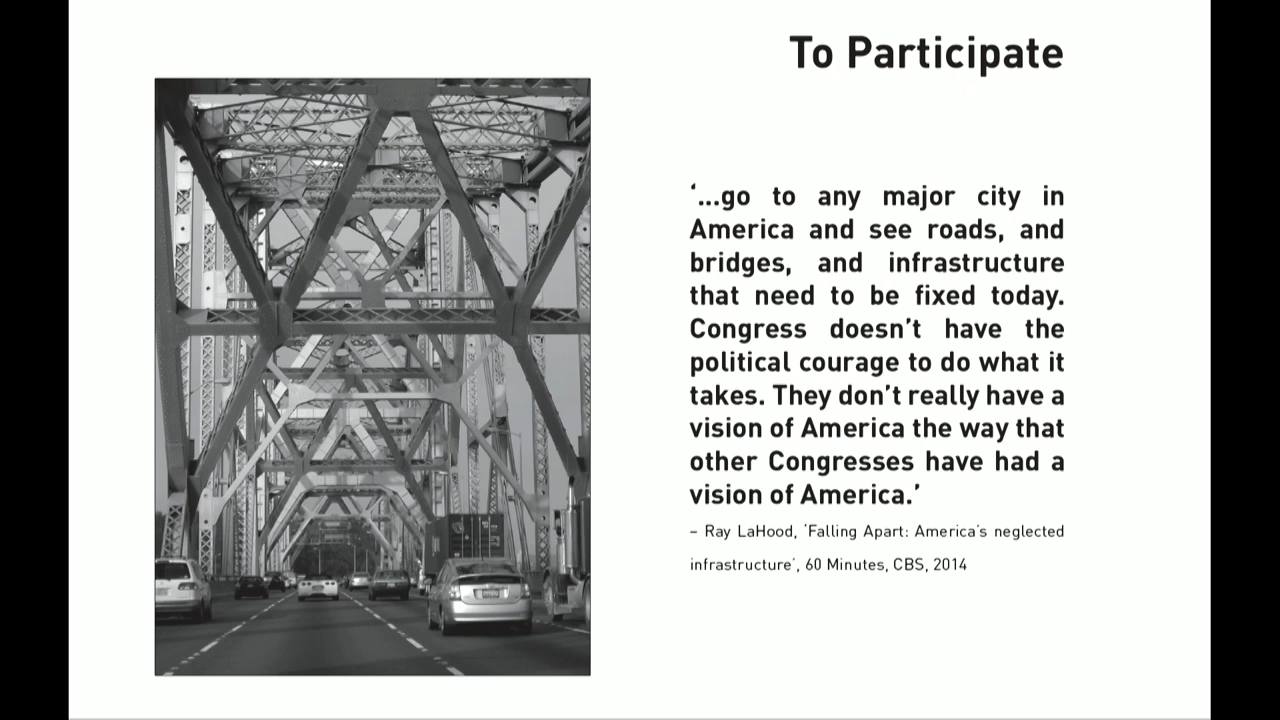 To Participate
‘...go to any major city in
America and see roads, and
bridges, and infrastructure
that need to be fixed today.
Congress doesn’t have the
political courage to do what it
takes. They don’t really have a
vision of America the way that
other Congresses have had a
vision of America.’
– Ray LaHood, ‘Falling Apart: America’s neglected
infrastructure’, 60 Minutes, CBS, 2014